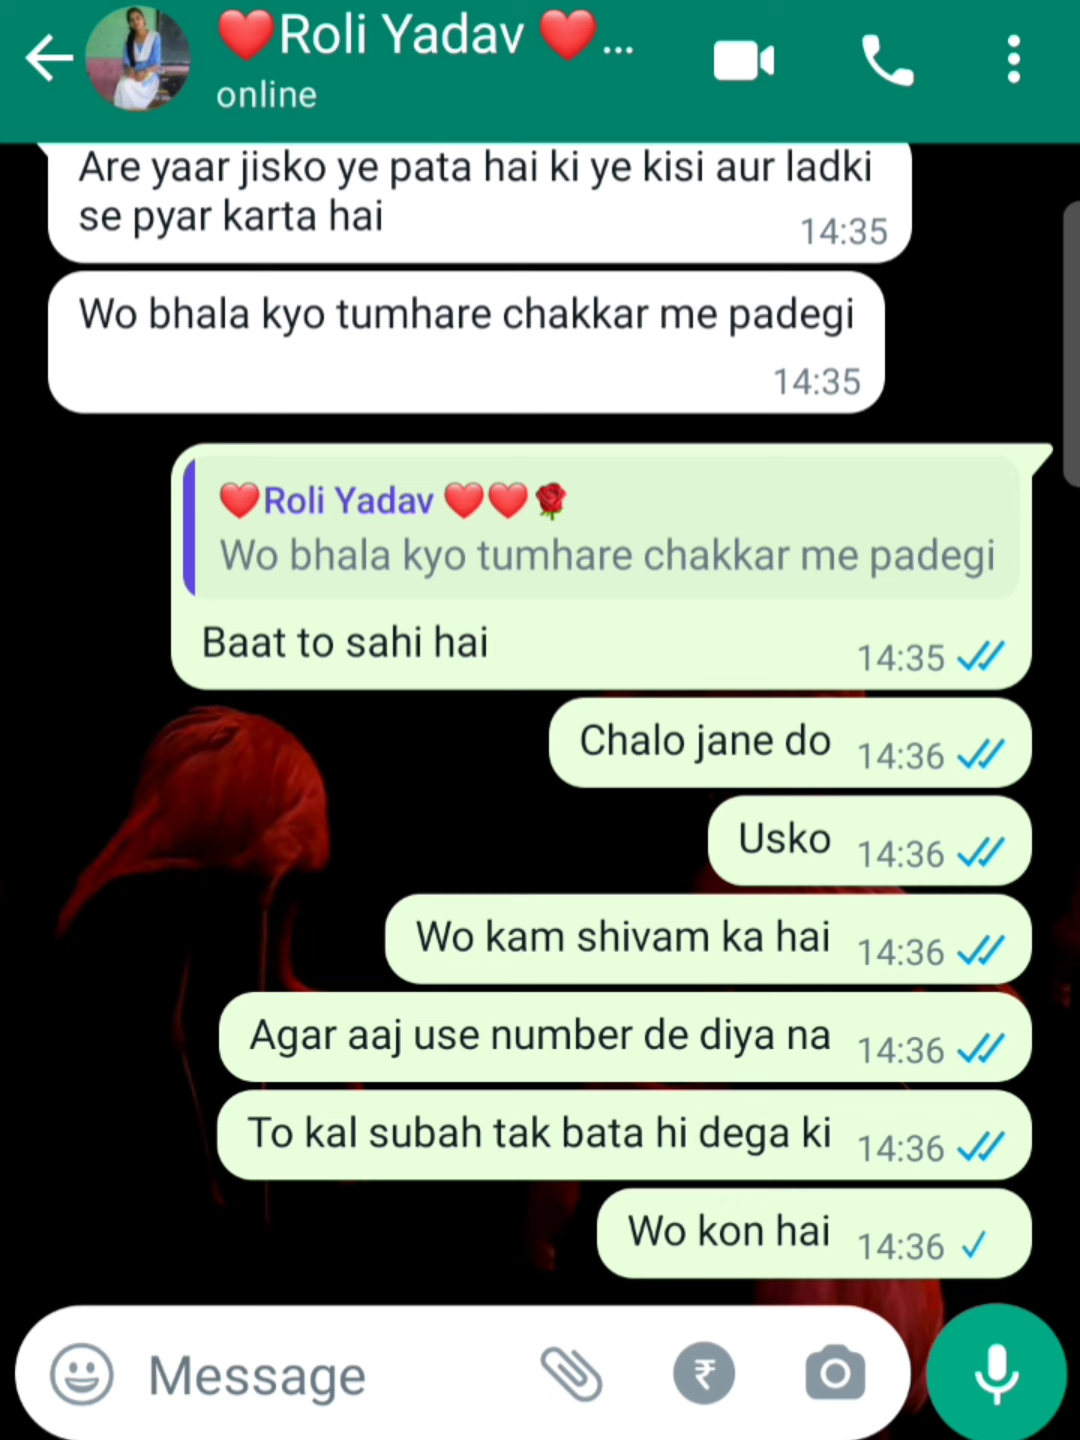 ❤️Roli Yadav ❤️...
online
Are yaar jisko ye pata hai ki ye kisi aur ladki
se pyar karta hai
14:35
Wo bhala kyo tumhare chakkar me padegi
14:35
❤️Roli Yadav ❤️❤️🌹
Wo bhala kyo tumhare chakkar me padegi
Baat to sahi hai 14:35
Chalo jane do 14:36
Usko 14:36
Wo kam shivam ka hai 14:36
Agar aaj use number de diya na 14:36
To kal subah tak bata hi dega ki 14:36
Wo kon hai 14:36
Message ₹